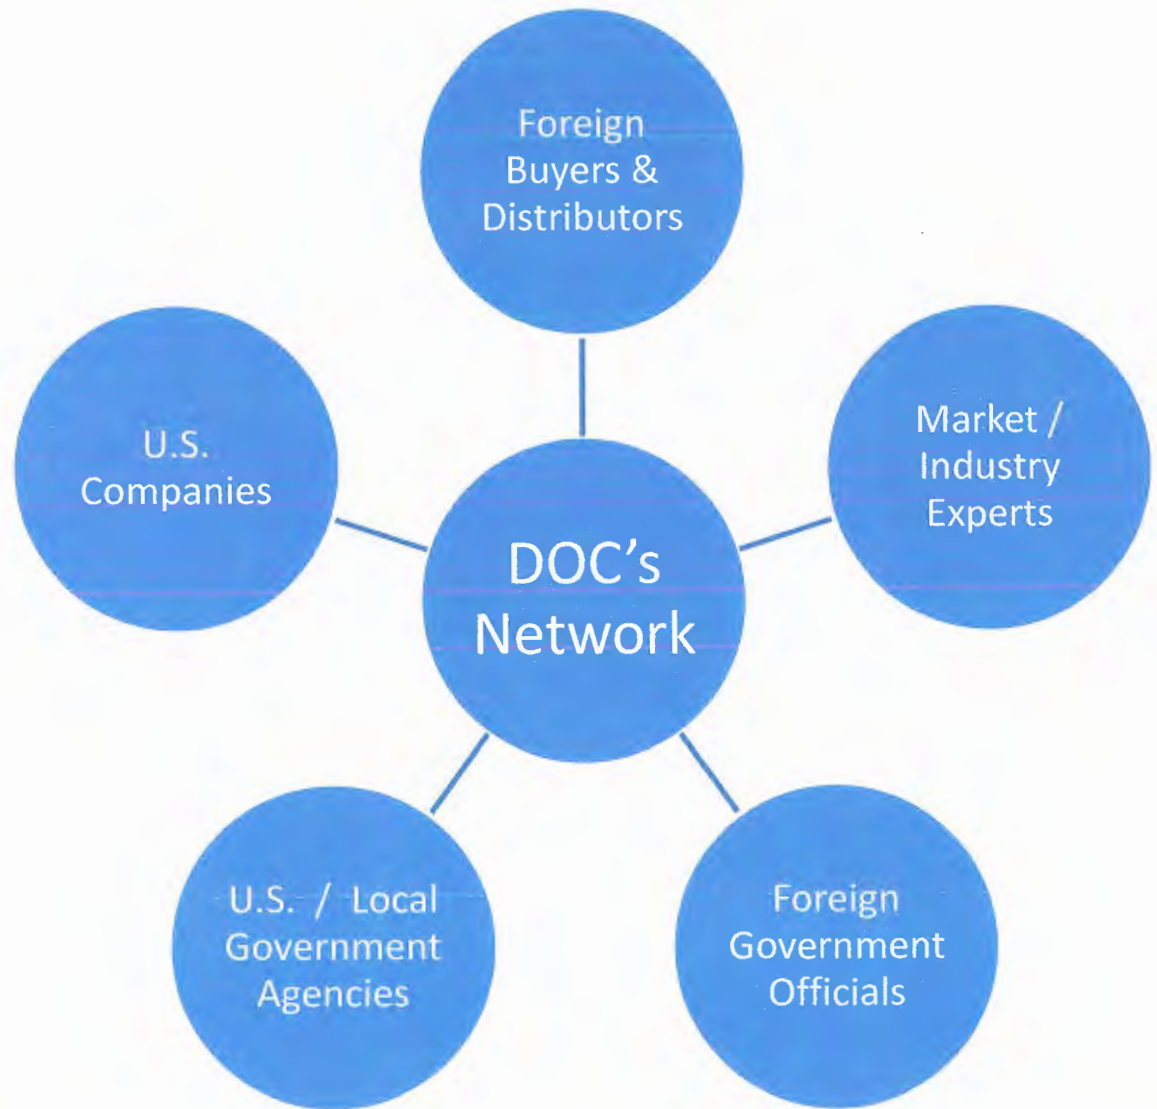 Foreign
Buyers &
Distributors
U.S.
Companies
Market /
Industry
Experts
DOC's
Network
U.S. / Local
Government
Agencies
Foreign
Government
Officials